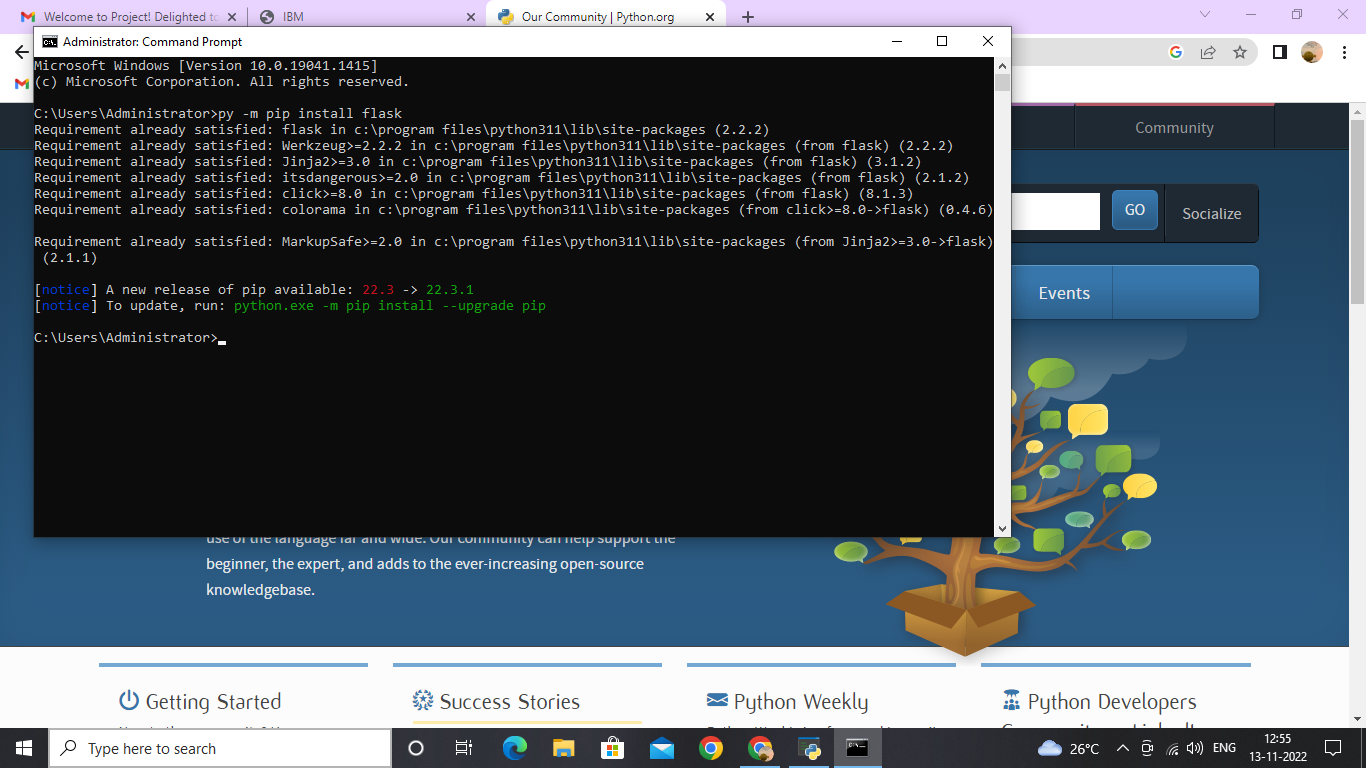 Welcome to Project! Delighted to
IBM
Our Community | Python.org
Administrator: Command Prompt
Microsoft Windows [Version 10.0.19041.1415]
(c) Microsoft Corporation. All rights reserved.
C:\Users\Administrator>py -m pip install flask
Requirement already satisfied: flask in c:\program files\python311\lib\site-packages (2.2.2)
Requirement already satisfied: Werkzeug>=2.2.2 in c:\program files\python311\lib\site-packages (from flask) (2.2.2)
Requirement already satisfied: Jinja2>=3.0 in c:\program files\python311\lib\site-packages (from flask) (3.1.2)
Requirement already satisfied: itsdangerous>=2.0 in c:\program files\python311\lib\site-packages (from flask) (2.1.2)
Requirement already satisfied: click>=8.0 in c:\program files\python311\lib\site-packages (from flask) (8.1.3)
Requirement already satisfied: colorama in c:\program files\python311\lib\site-packages (from click>=8.0->flask) (0.4.6)
Requirement already satisfied: MarkupSafe>=2.0 in c:\program files\python311\lib\site-packages (from Jinja2>=3.0->flask)
(2.1.1)
[notice] A new release of pip available: 22.3 -> 22.3.1
[notice] To update, run: python.exe -m pip install --upgrade pip
C:\Users\Administrator>
Community
GO
Socialize
Events
use of the language far and wide. Our community can help support the
beginner, the expert, and adds to the ever-increasing open-source
knowledgebase.
Getting Started
Success Stories
Python Weekly
Python Developers
Type here to search
26°C
ENG
12:55
13-11-2022